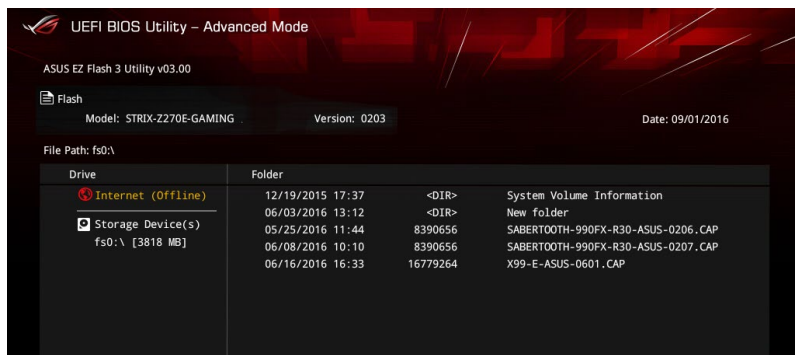 UEFI BIOS Utility – Advanced Mode
ASUS EZ Flash 3 Utility v03.00
Flash
Model: STRIX-Z270E-GAMING Version: 0203 Date: 09/01/2016
File Path: fs0:\
Drive Folder
Internet (Offline) 12/19/2015 17:37 <DIR> System Volume Information
06/03/2016 13:12 <DIR> New folder
Storage Device(s) 05/25/2016 11:44 8390656 SABERTOOTH-990FX-R30-ASUS-0206.CAP
fs0:\ [3818 MB] 06/08/2016 10:10 8390656 SABERTOOTH-990FX-R30-ASUS-0207.CAP
06/16/2016 16:33 16779264 X99-E-ASUS-0601.CAP